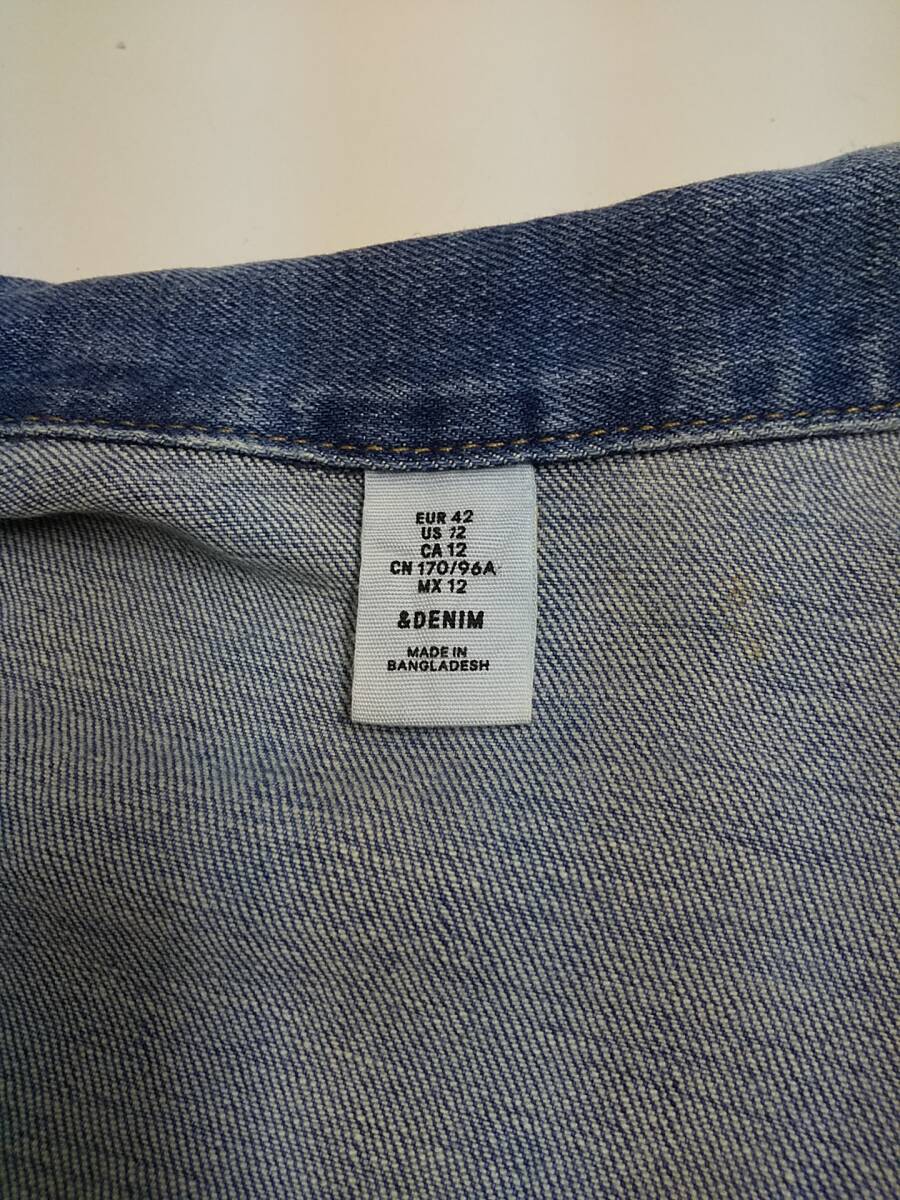 EUR 42
US 12
CA 12
CN 170/96A
MX 12
&DENIM
MADE IN
BANGLADESH